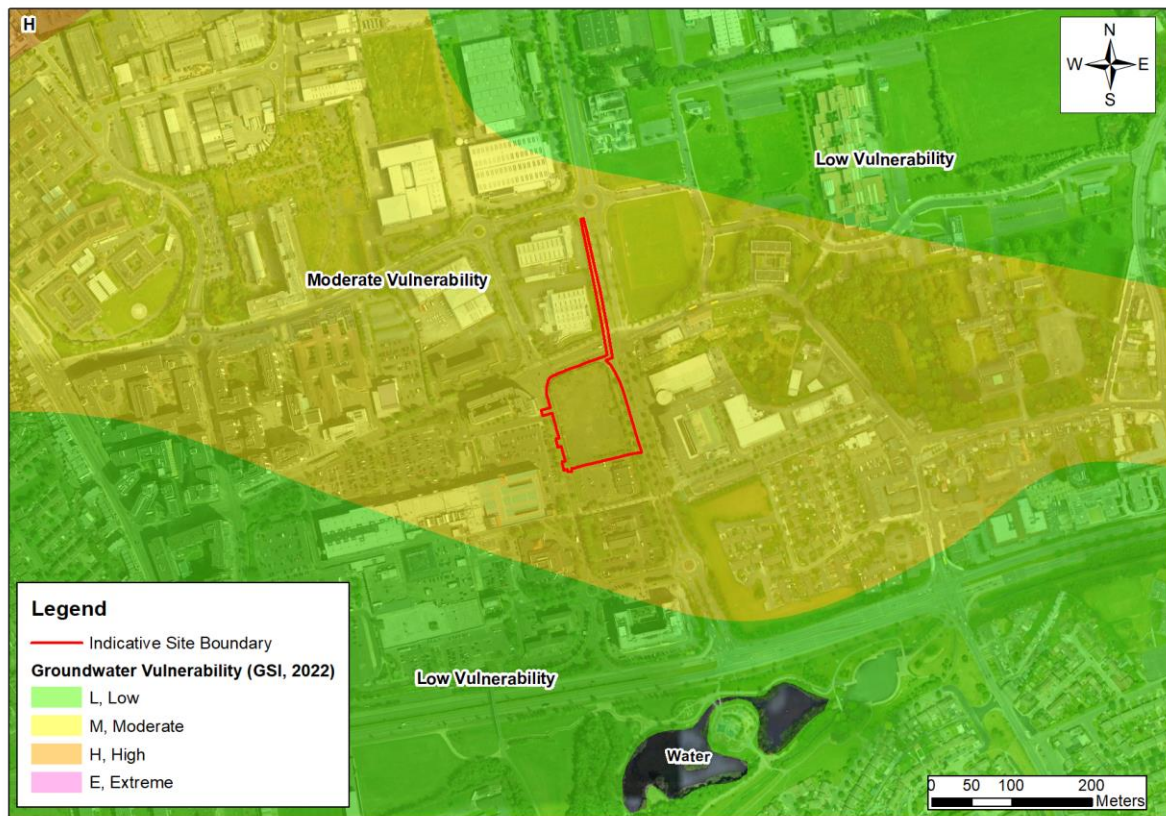 H
N
W E
S
Low Vulnerability
Moderate Vulnerability
Legend
Indicative Site Boundary
Groundwater Vulnerability (GSI, 2022)
L, Low
M, Moderate
H, High
E, Extreme
Low Vulnerability
Water
0 50 100 200
Meters